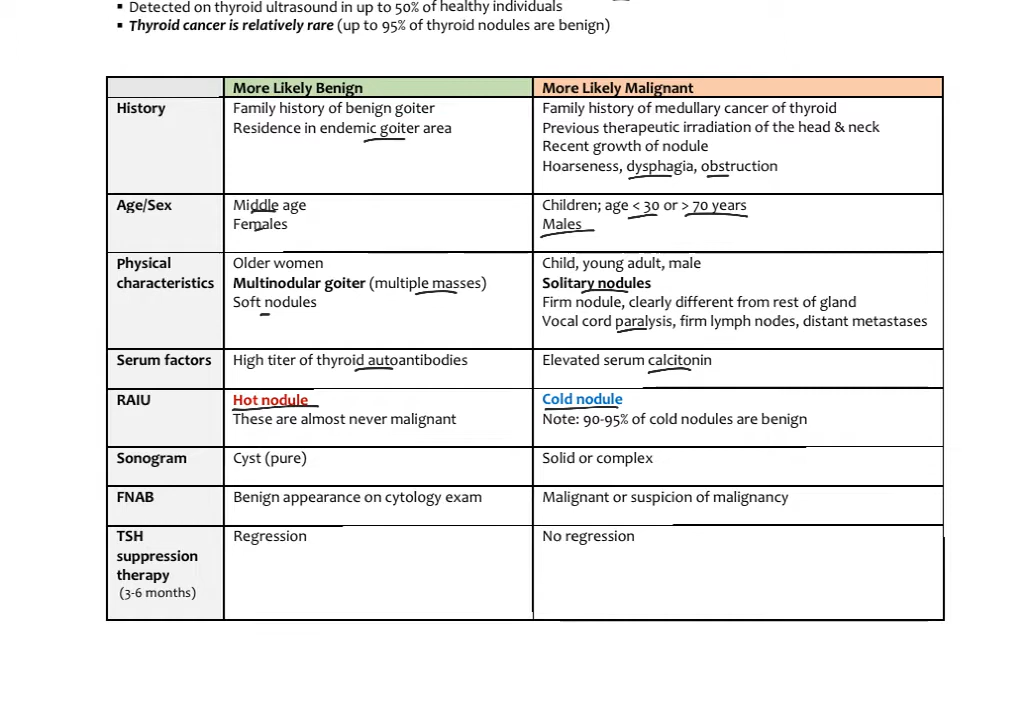 ▪ Detected on thyroid ultrasound in up to 50% of healthy individuals
▪ Thyroid cancer is relatively rare (up to 95% of thyroid nodules are benign)
More Likely Benign More Likely Malignant
History
Family history of benign goiter
Residence in endemic goiter area
Family history of medullary cancer of thyroid
Previous therapeutic irradiation of the head & neck
Recent growth of nodule
Hoarseness, dysphagia, obstruction
Age/Sex
Middle age
Females
Children; age < 30 or > 70 years
Males
Physical
characteristics
Older women
Multinodular goiter (multiple masses)
Soft nodules
Child, young adult, male
Solitary nodules
Firm nodule, clearly different from rest of gland
Vocal cord paralysis, firm lymph nodes, distant metastases
Serum factors
High titer of thyroid autoantibodies
Elevated serum calcitonin
RAIU
Hot nodule
These are almost never malignant
Cold nodule
Note: 90-95% of cold nodules are benign
Sonogram
Cyst (pure)
Solid or complex
FNAB
Benign appearance on cytology exam
Malignant or suspicion of malignancy
TSH
suppression
therapy
(3-6 months)
Regression
No regression